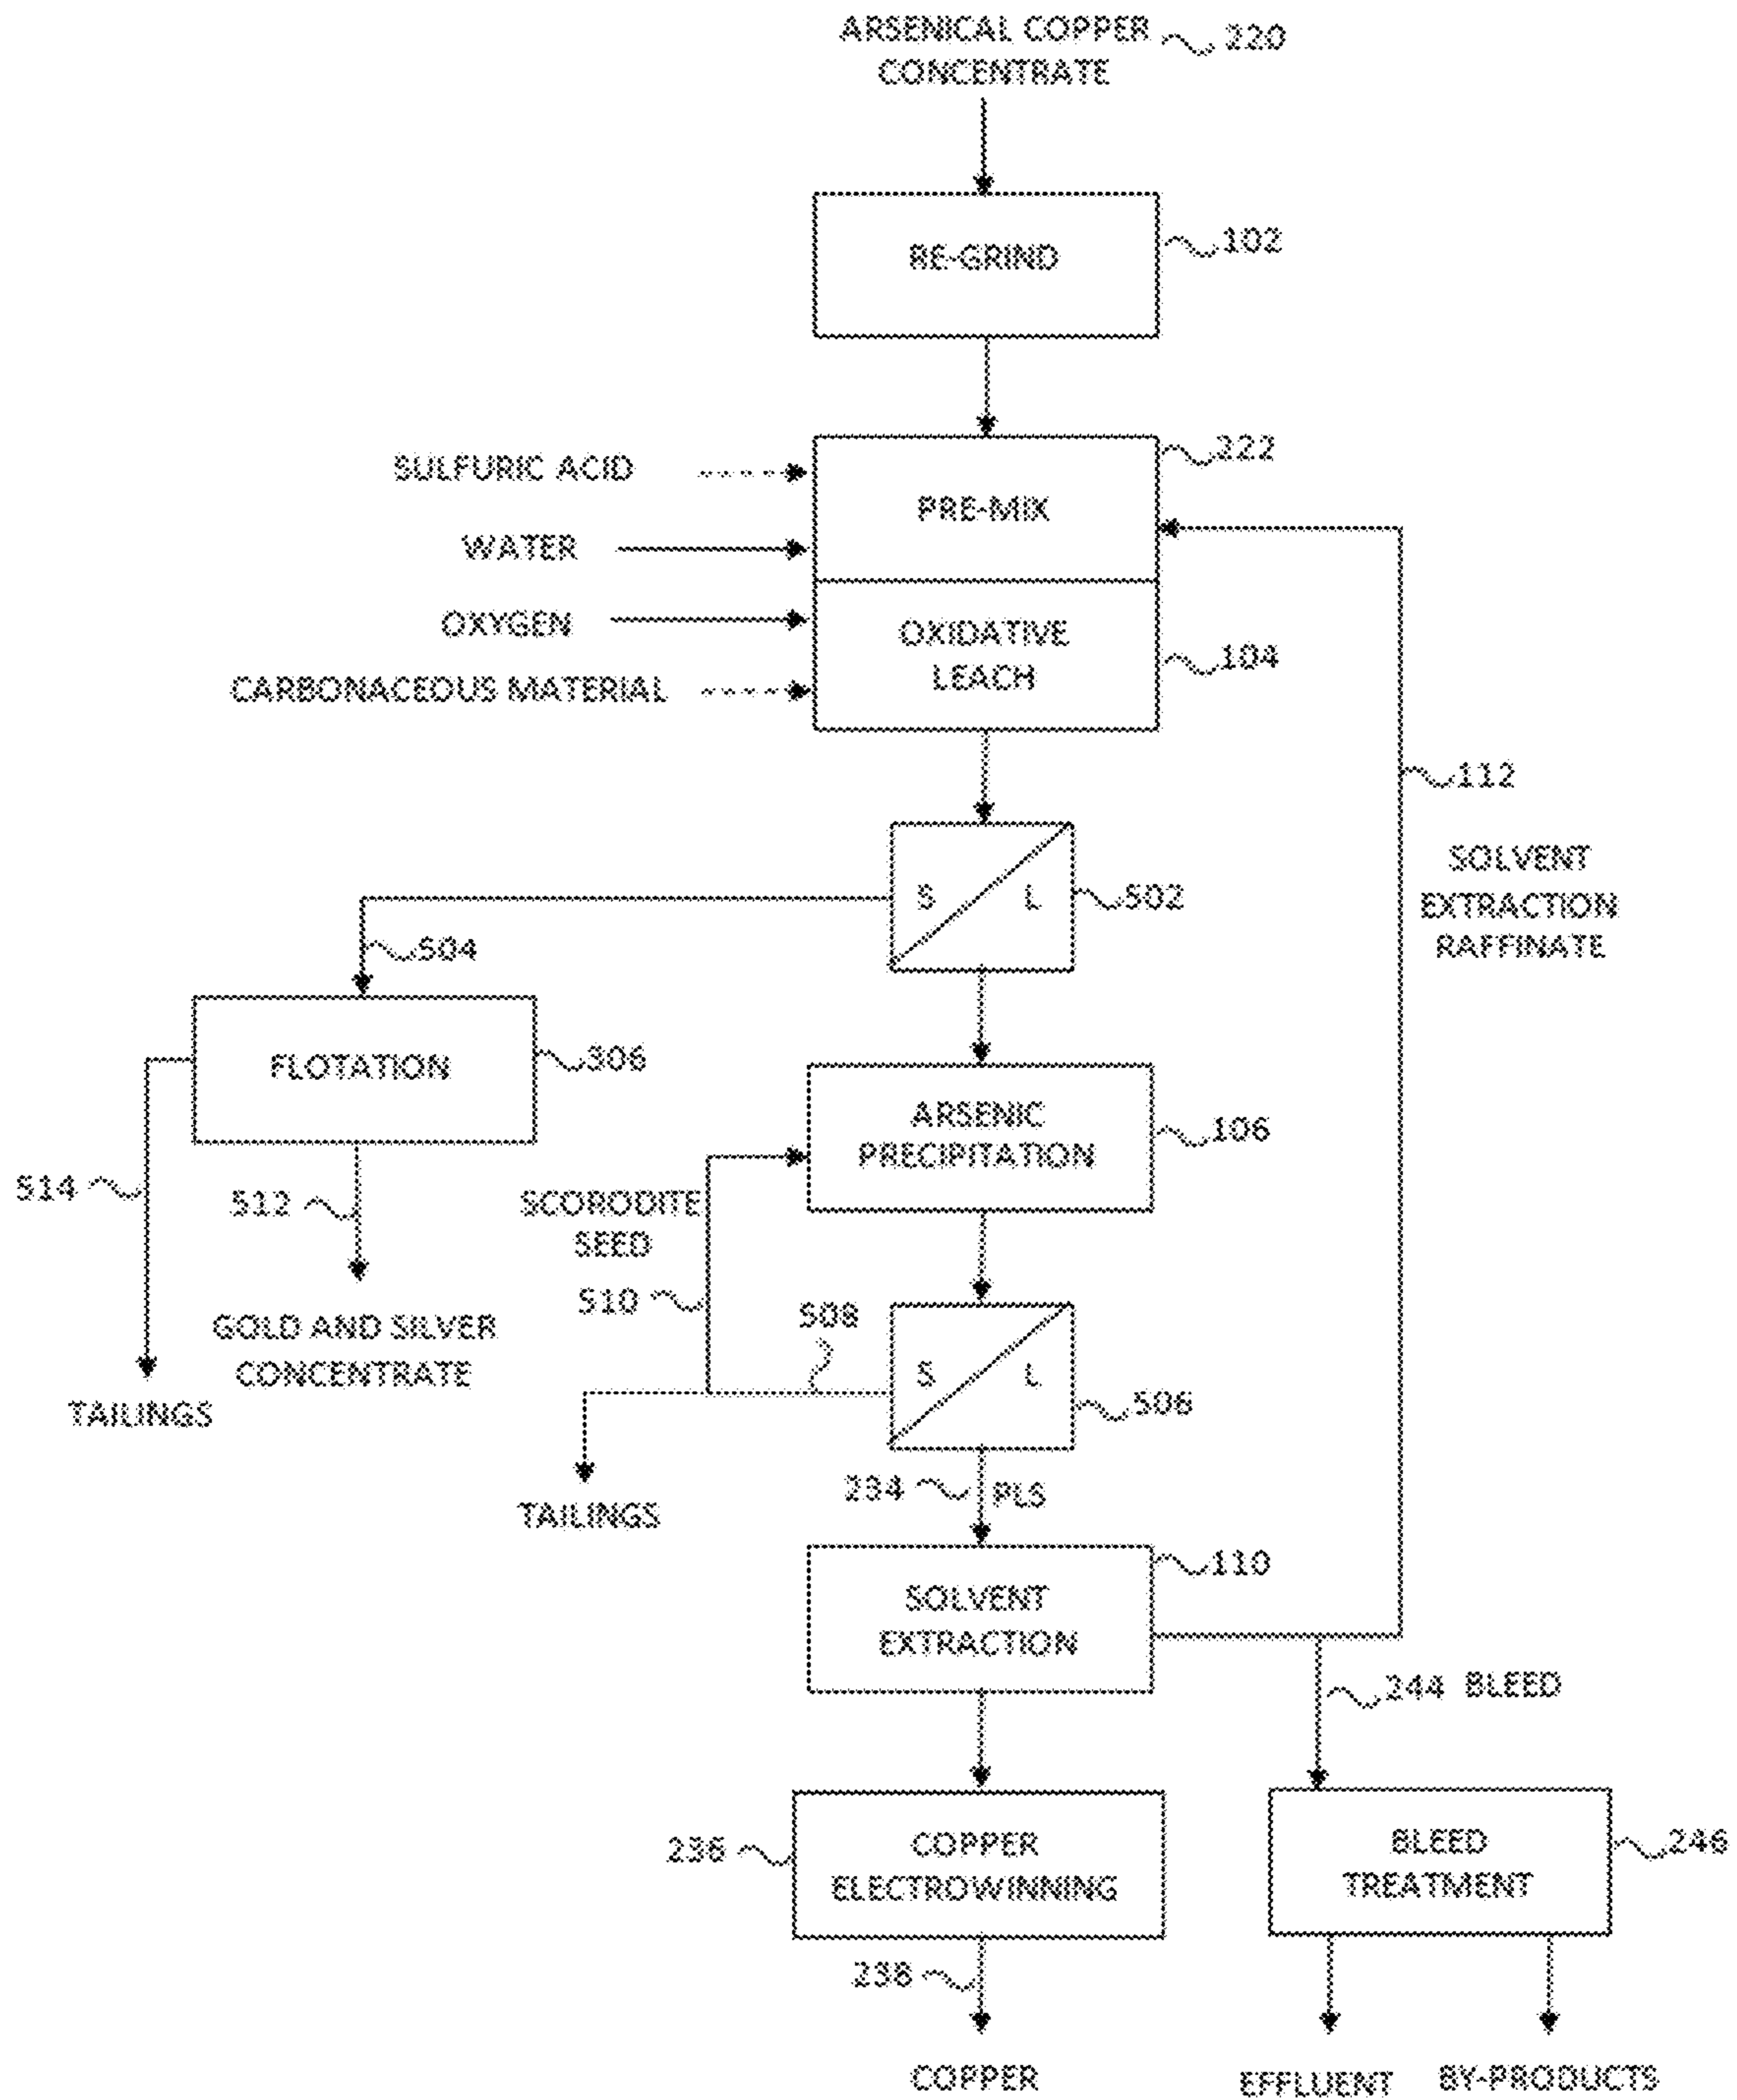 ARSENICAL COPPER
CONCENTRATE
220
RE-GRIND
102
SULFURIC ACID
WATER
OXYGEN
CARBONACEOUS MATERIAL
PRE-MIX
222
OXIDATIVE
LEACH
104
112
SOLVENT
EXTRACTION
RAFFINATE
S
L
502
504
FLOTATION
306
ARSENIC
PRECIPITATION
106
514
512
SCORODITE
SEED
510
508
GOLD AND SILVER
CONCENTRATE
TAILINGS
S
L
506
TAILINGS
234
PLS
SOLVENT
EXTRACTION
110
244 BLEED
236
COPPER
ELECTROWINNING
BLEED
TREATMENT
246
238
COPPER
EFFLUENT
BY-PRODUCTS